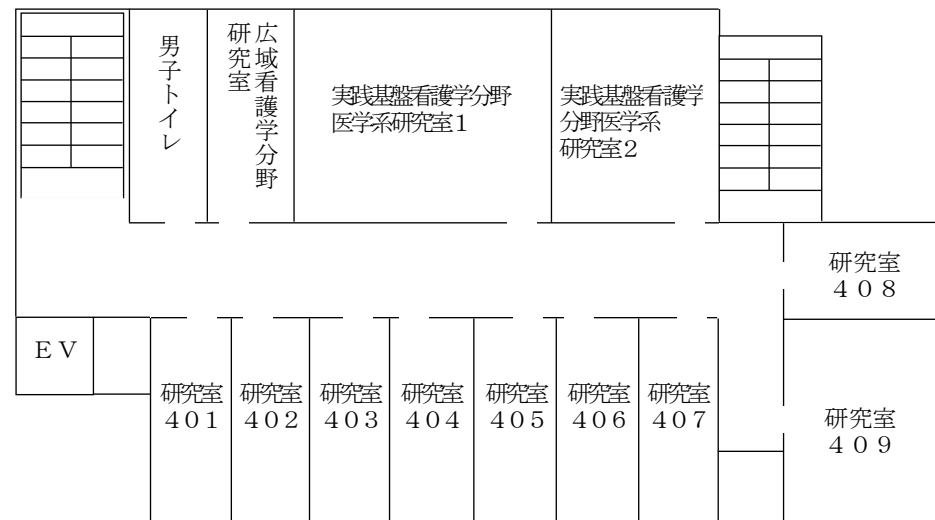 男子トイレ
広域看護学分野
研究室
実践基盤看護学分野
医学系研究室１
実践基盤看護学
分野医学系
研究室２
研究室
４０８
ＥＶ
研究室
４０１
研究室
４０２
研究室
４０３
研究室
４０４
研究室
４０５
研究室
４０６
研究室
４０７
研究室
４０９